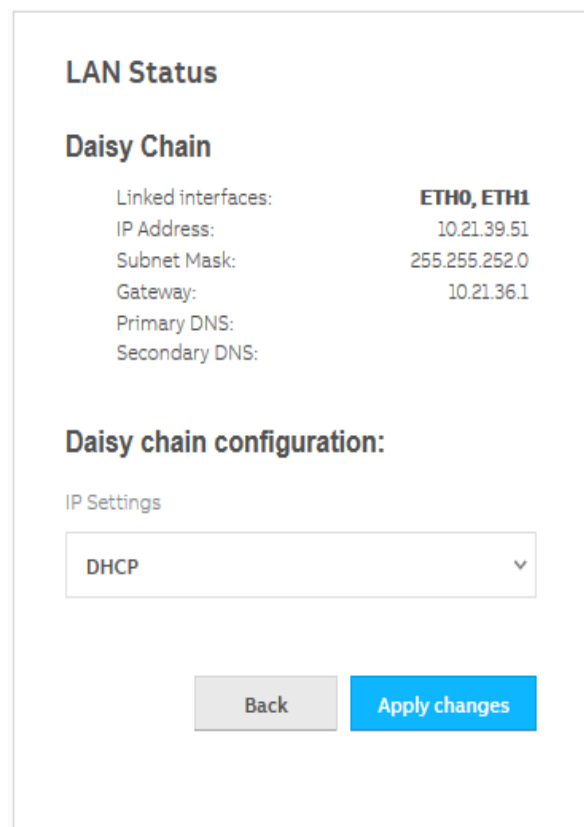 LAN Status
Daisy Chain
Linked interfaces: ETH0, ETH1
IP Address: 10.21.39.51
Subnet Mask: 255.255.252.0
Gateway: 10.21.36.1
Primary DNS:
Secondary DNS:
Daisy chain configuration:
IP Settings
DHCP
Back Apply changes